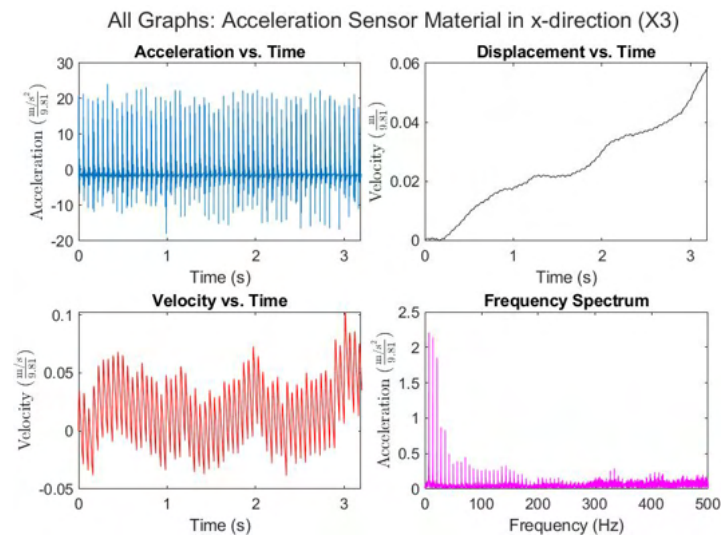 All Graphs: Acceleration Sensor Material in x-direction (X3)
Acceleration vs. Time
Acceleration (m/s²/9.81)
30
20
10
0
-10
-20
0 1 2 3
Time (s)
Displacement vs. Time
Velocity (m/9.81)
0.06
0.04
0.02
0
0 1 2 3
Time (s)
Velocity vs. Time
Velocity (m/s/9.81)
0.1
0.05
0
-0.05
0 1 2 3
Time (s)
Frequency Spectrum
Acceleration (m/s²/9.81)
2.5
2
1.5
1
0.5
0
0 100 200 300 400 500
Frequency (Hz)